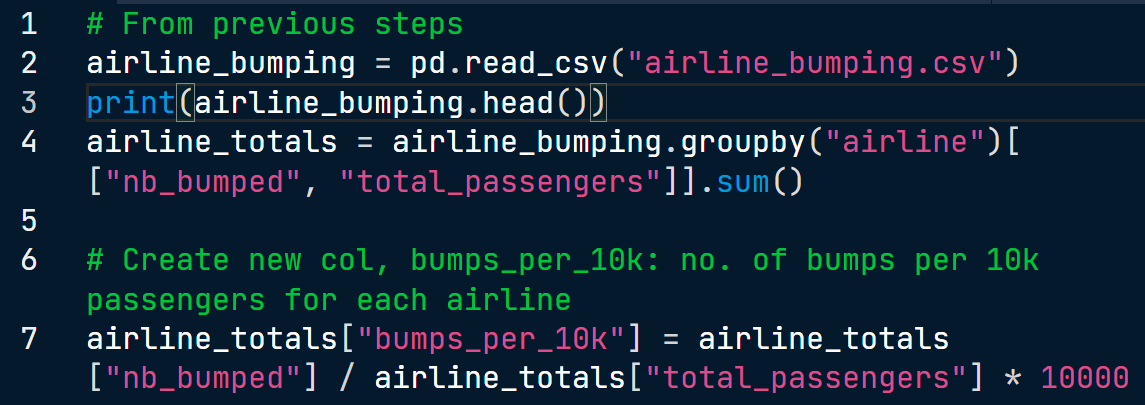 1 # From previous steps
2 airline_bumping = pd.read_csv("airline_bumping.csv")
3 print(airline_bumping.head())
4 airline_totals = airline_bumping.groupby("airline")[
["nb_bumped", "total_passengers"]].sum()
5
6 # Create new col, bumps_per_10k: no. of bumps per 10k
passengers for each airline
7 airline_totals["bumps_per_10k"] = airline_totals
["nb_bumped"] / airline_totals["total_passengers"] * 10000